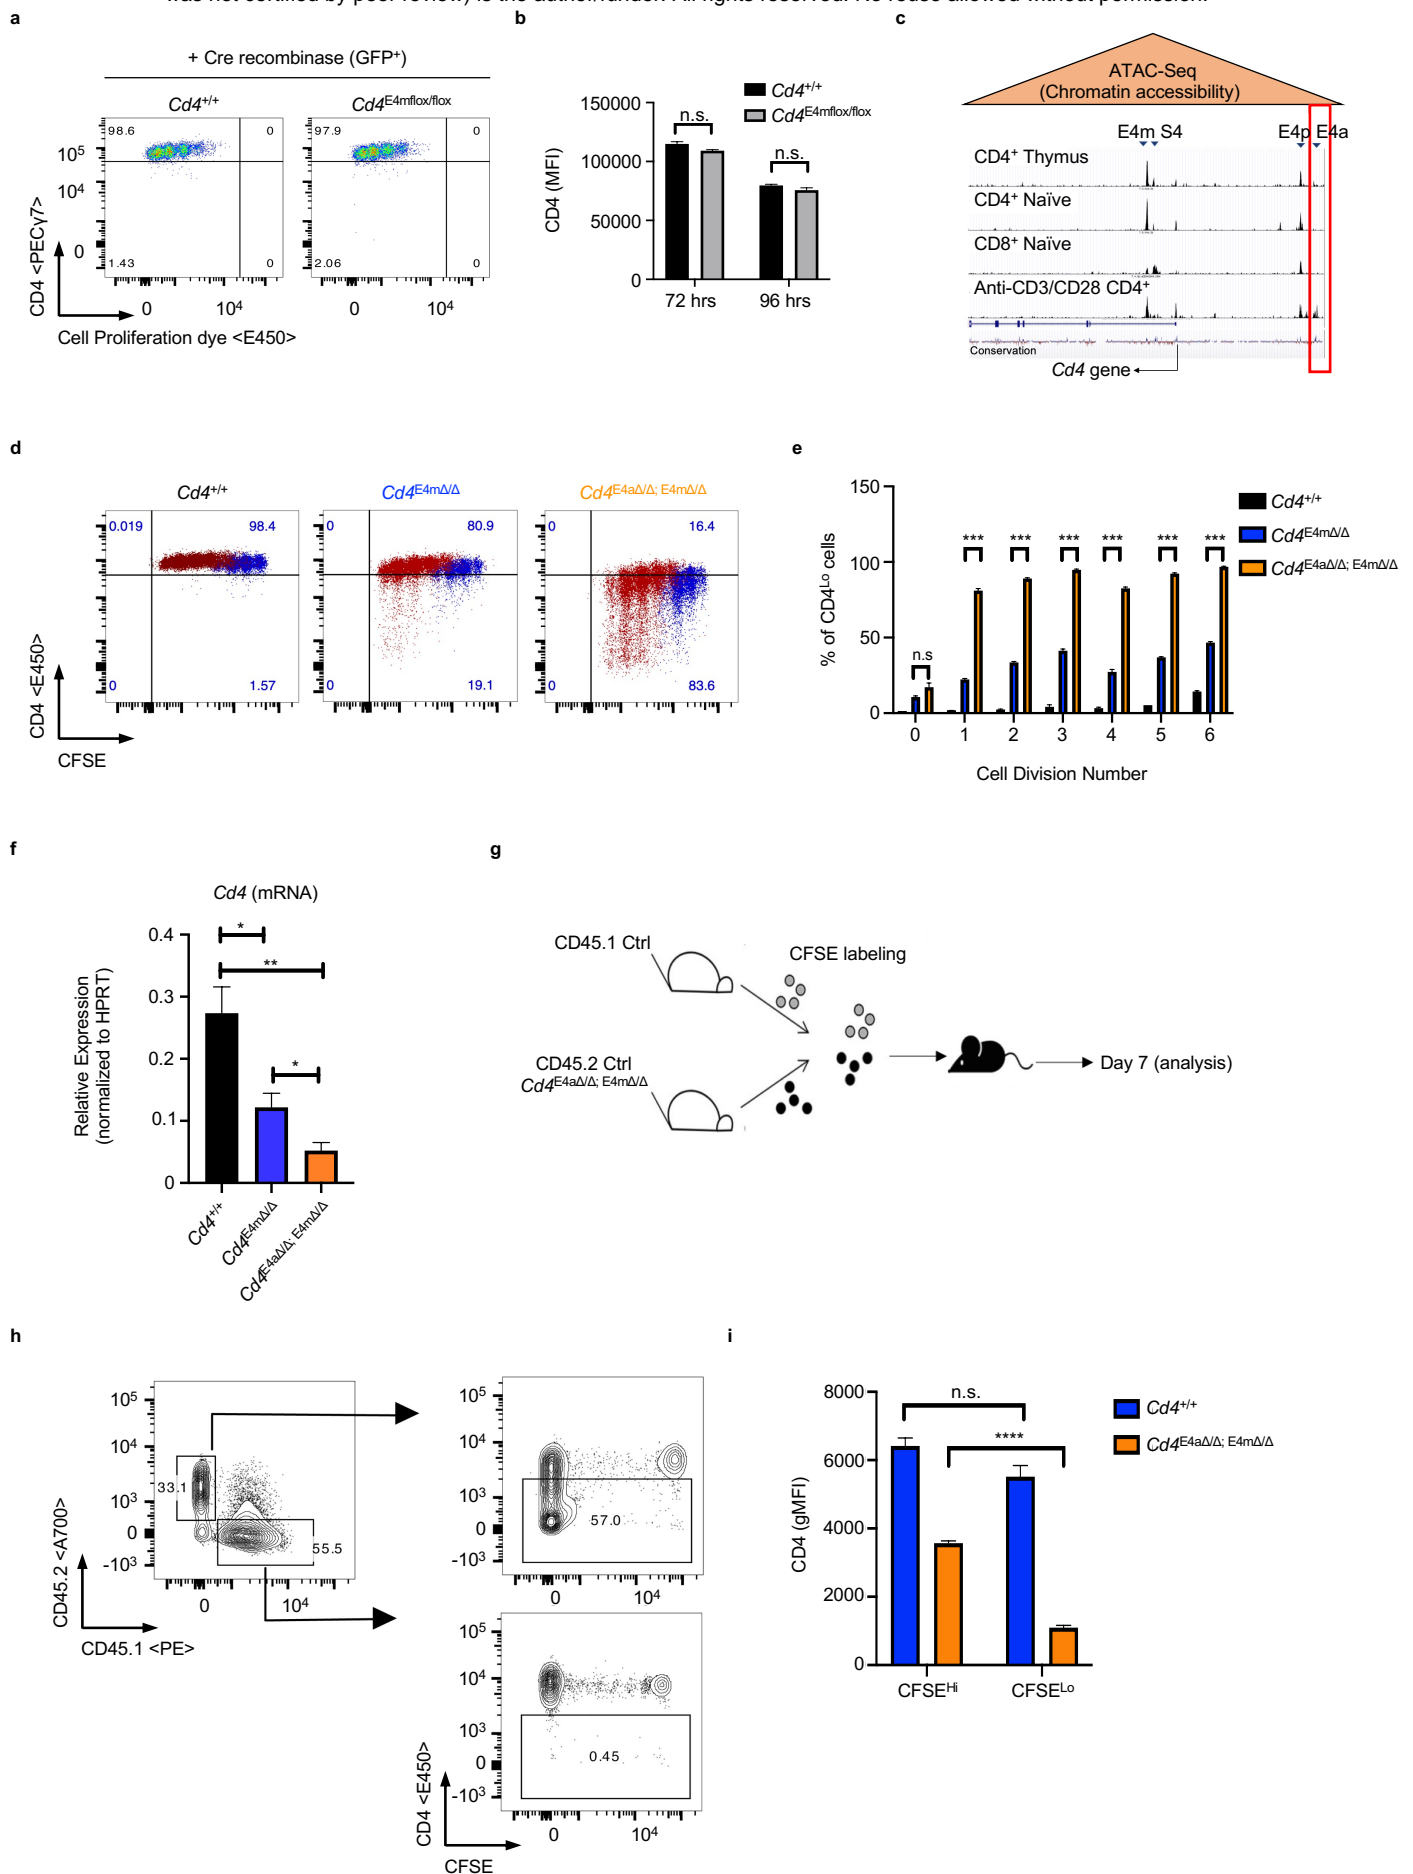 was not certified by peer review) is the author/funder. All rights reserved. No reuse allowed without permission.
a
+ Cre recombinase (GFP⁺)
Cd4+/+
Cd4E4mflox/flox
98.6
0
97.9
0
10⁵
10⁴
0
1.43
0
2.06
0
0
10⁴
0
10⁴
CD4 <PECγ7>
Cell Proliferation dye <E450>
b
Cd4+/+
Cd4E4mflox/flox
150000
100000
50000
0
CD4 (MFI)
n.s.
n.s.
72 hrs
96 hrs
c
ATAC-Seq
(Chromatin accessibility)
E4m S4
E4p E4a
CD4⁺ Thymus
CD4⁺ Naïve
CD8⁺ Naïve
Anti-CD3/CD28 CD4⁺
Conservation
Cd4 gene
d
Cd4+/+
Cd4E4mΔ/Δ
Cd4E4aΔ/Δ; E4mΔ/Δ
0.019
98.4
0
80.9
0
16.4
0
1.57
0
19.1
0
83.6
CD4 <E450>
CFSE
e
150
100
50
0
% of CD4Lo cells
n.s
***
***
***
***
***
***
0
1
2
3
4
5
6
Cell Division Number
Cd4+/+
Cd4E4mΔ/Δ
Cd4E4aΔ/Δ; E4mΔ/Δ
f
Cd4 (mRNA)
0.4
0.3
0.2
0.1
0
Relative Expression
(normalized to HPRT)
*
**
*
Cd4+/+
Cd4E4mΔ/Δ
Cd4E4aΔ/Δ; E4mΔ/Δ
g
CD45.1 Ctrl
CFSE labeling
CD45.2 Ctrl
Cd4E4aΔ/Δ; E4mΔ/Δ
Day 7 (analysis)
h
10⁵
10⁴
10³
0
-10³
33.1
55.5
0
10⁴
CD45.2 <A700>
CD45.1 <PE>
10⁵
10⁴
10³
0
-10³
57.0
0
10⁴
10⁵
10⁴
10³
0
-10³
0.45
0
10⁴
CD4 <E450>
CFSE
i
8000
6000
4000
2000
0
CD4 (gMFI)
n.s.
****
CFSEHi
CFSELo
Cd4+/+
Cd4E4aΔ/Δ; E4mΔ/Δ